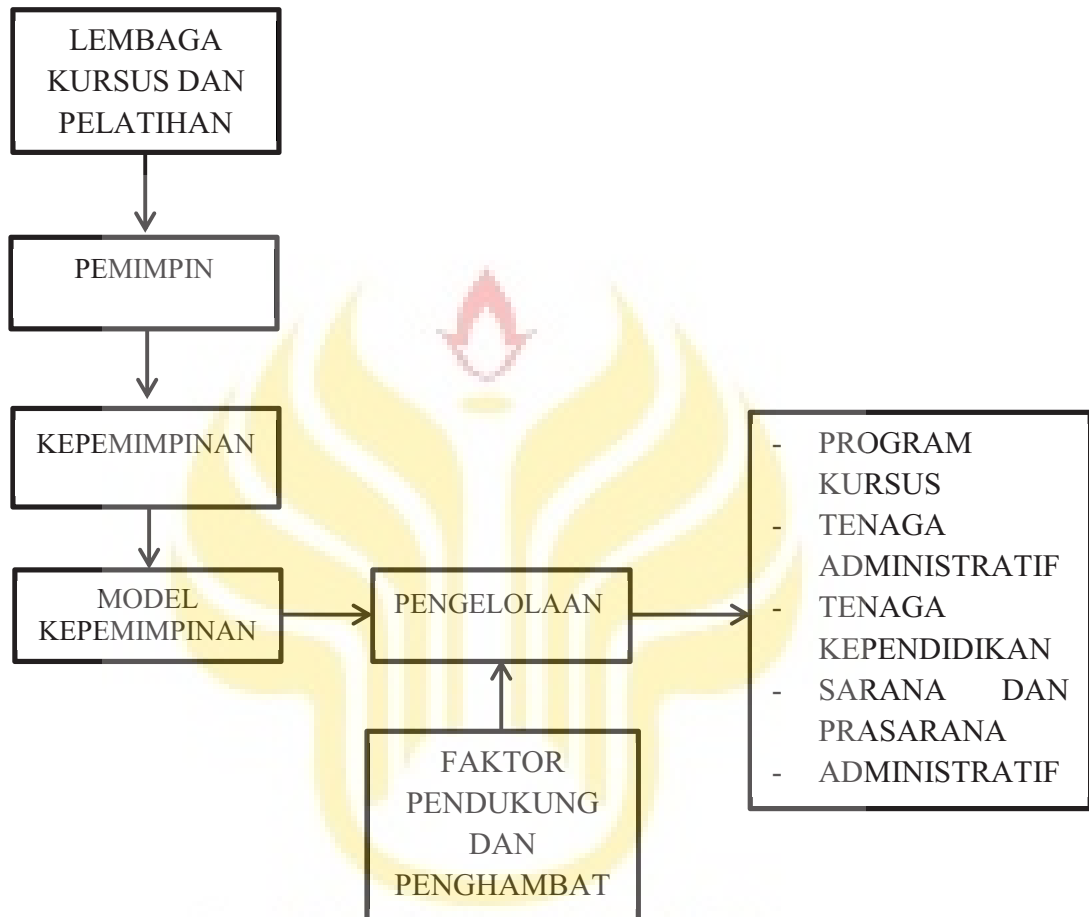 LEMBAGA
KURSUS DAN
PELATIHAN
PEMIMPIN
KEPEMIMPINAN
MODEL
KEPEMIMPINAN
PENGELOLAAN
FAKTOR
PENDUKUNG
DAN
PENGHAMBAT
- PROGRAM
KURSUS
- TENAGA
ADMINISTRATIF
- TENAGA
KEPENDIDIKAN
- SARANA DAN
PRASARANA
- ADMINISTRATIF